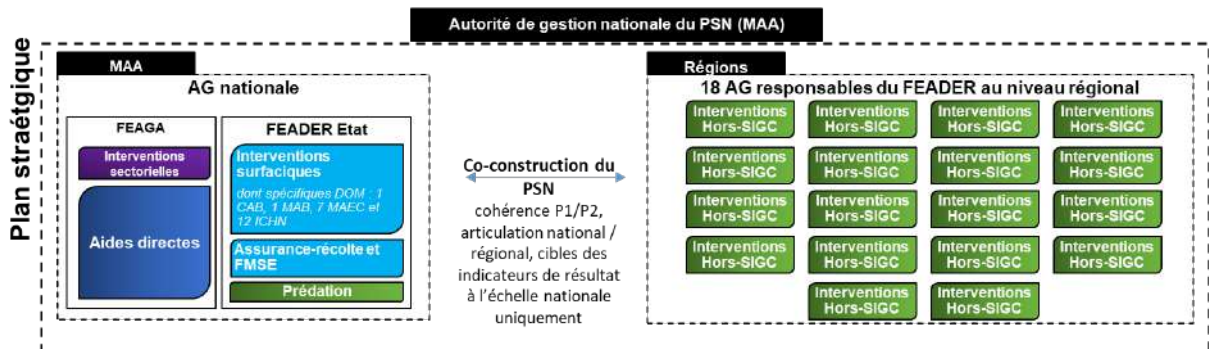 Autorité de gestion nationale du PSN (MAA)
Plan straétgique
MAA
AG nationale
FEAGA
Interventions
sectorielles
Aides directes
FEADER Etat
Interventions
surfaciques
dont spécifiques DOM : 1
CAB, 1 MAB, 7 MAEC et
12 ICHN
Assurance-récolte et
FMSE
Prédation
Co-construction du
PSN
cohérence P1/P2,
articulation national /
régional, cibles des
indicateurs de résultat
à l'échelle nationale
uniquement
Régions
18 AG responsables du FEADER au niveau régional
Interventions Interventions Interventions Interventions
Hors-SIGC Hors-SIGC Hors-SIGC Hors-SIGC
Interventions Interventions Interventions Interventions
Hors-SIGC Hors-SIGC Hors-SIGC Hors-SIGC
Interventions Interventions Interventions Interventions
Hors-SIGC Hors-SIGC Hors-SIGC Hors-SIGC
Interventions Interventions Interventions Interventions
Hors-SIGC Hors-SIGC Hors-SIGC Hors-SIGC
Interventions Interventions
Hors-SIGC Hors-SIGC